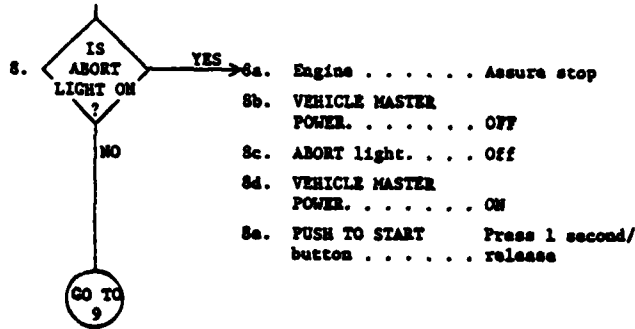 8.
IS
ABORT
LIGHT ON
?
YES
NO
GO TO
9
8a. Engine . . . . . . Assure stop
8b. VEHICLE MASTER
POWER. . . . . . . OFF
8c. ABORT light. . . . Off
8d. VEHICLE MASTER
POWER. . . . . . . ON
8e. PUSH TO START Press 1 second/
button . . . . . . release